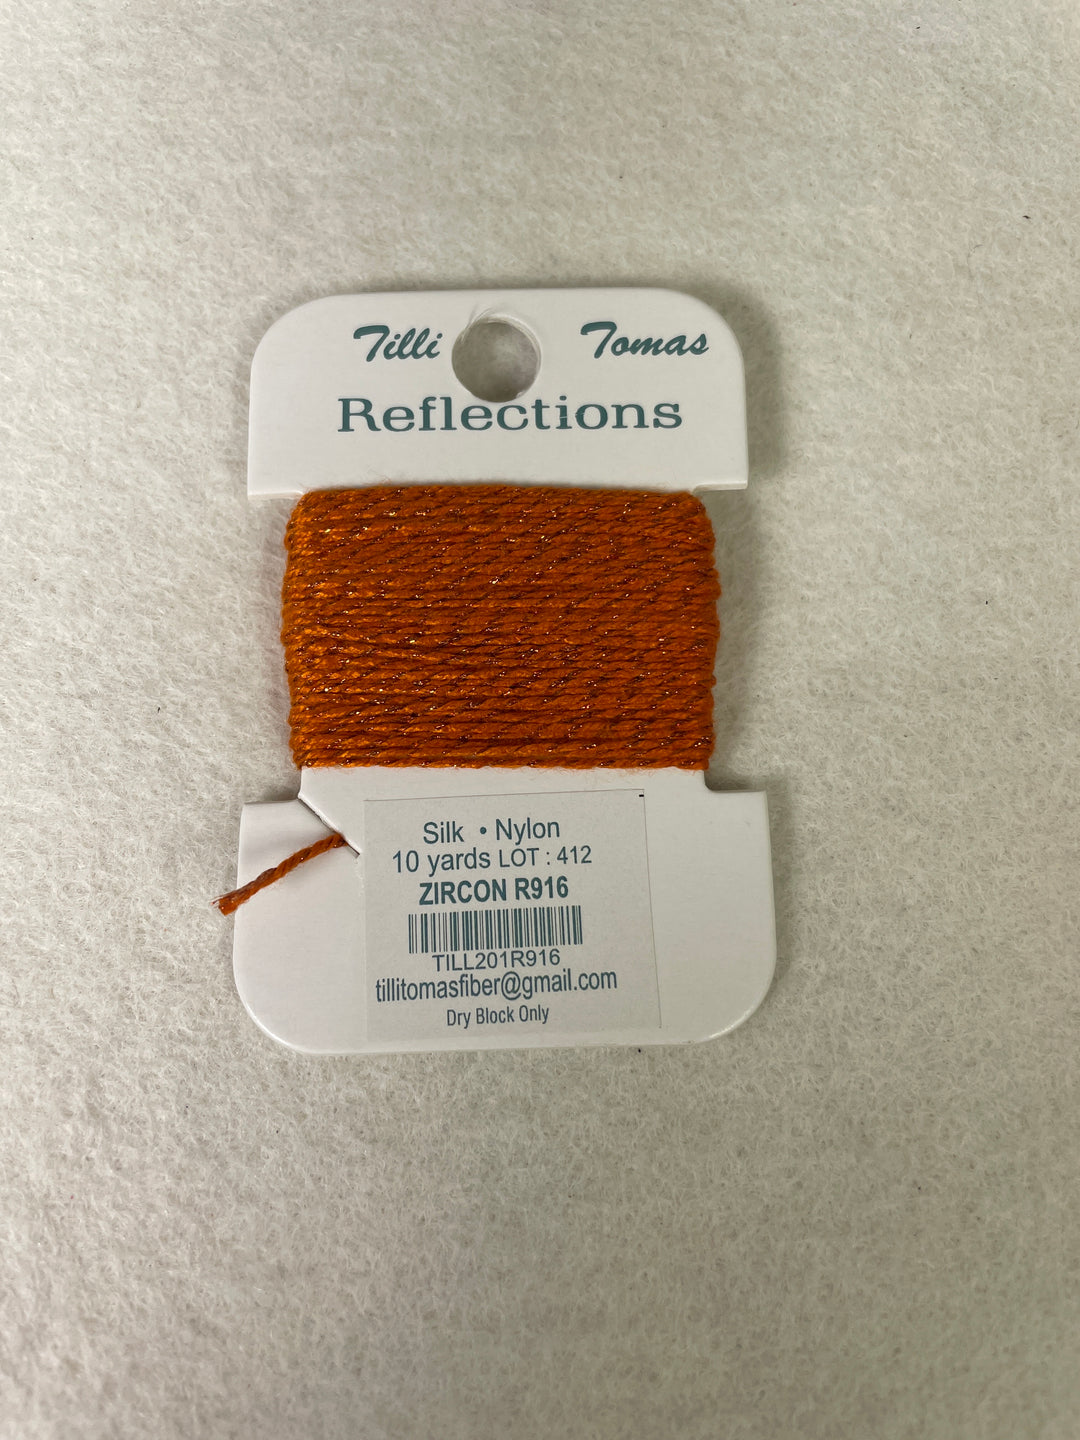 Tilli Tomas
Reflections
Silk • Nylon
10 yards LOT : 412
ZIRCON R916
TILL201R916
tillitomasfiber@gmail.com
Dry Block Only